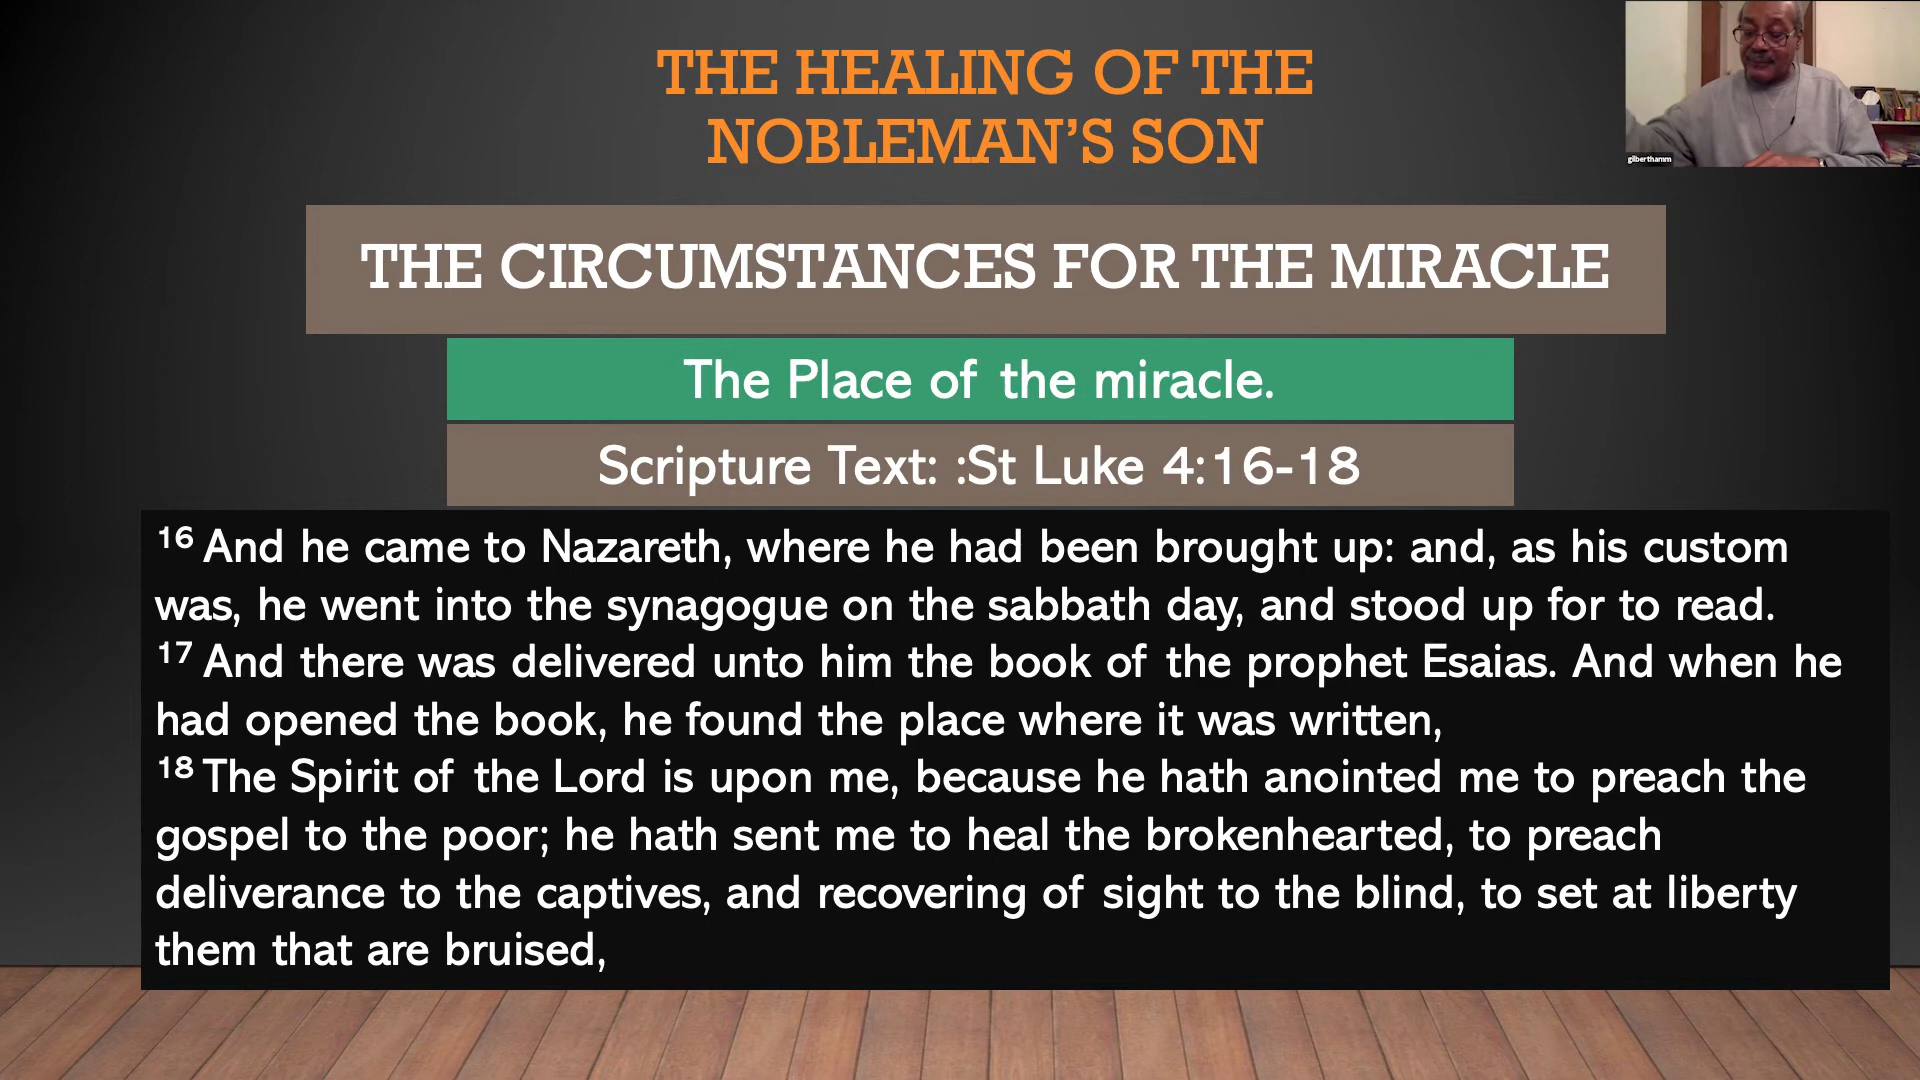 THE HEALING OF THE
NOBLEMAN’S SON
gilberthamm
THE CIRCUMSTANCES FOR THE MIRACLE
The Place of the miracle.
Scripture Text: :St Luke 4:16-18
16 And he came to Nazareth, where he had been brought up: and, as his custom
was, he went into the synagogue on the sabbath day, and stood up for to read.
17 And there was delivered unto him the book of the prophet Esaias. And when he
had opened the book, he found the place where it was written,
18 The Spirit of the Lord is upon me, because he hath anointed me to preach the
gospel to the poor; he hath sent me to heal the brokenhearted, to preach
deliverance to the captives, and recovering of sight to the blind, to set at liberty
them that are bruised,